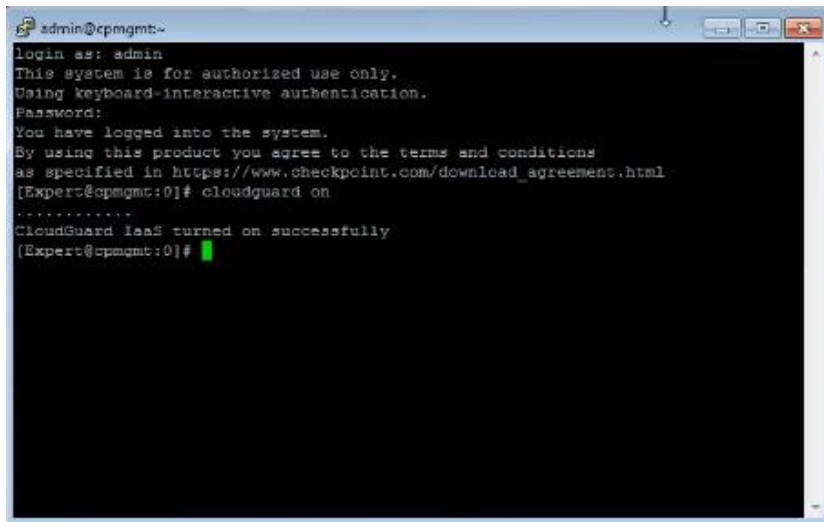 admin@cpmgmt:~
login as: admin
This system is for authorized use only.
Using keyboard-interactive authentication.
Password:
You have logged into the system.
By using this product you agree to the terms and conditions
as specified in https://www.checkpoint.com/download_agreement.html
[Expert@cpmgmt:0]# cloudguard on
............
CloudGuard IaaS turned on successfully
[Expert@cpmgmt:0]#